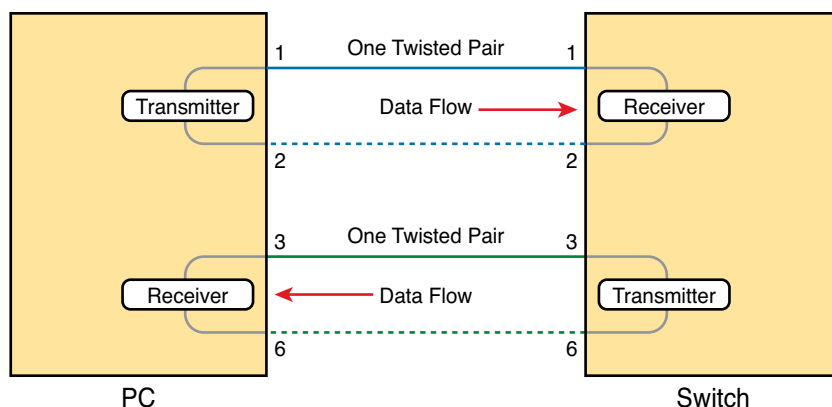 1 One Twisted Pair 1
Transmitter Data Flow Receiver
2 2
3 One Twisted Pair 3
Receiver Data Flow Transmitter
6 6
PC Switch